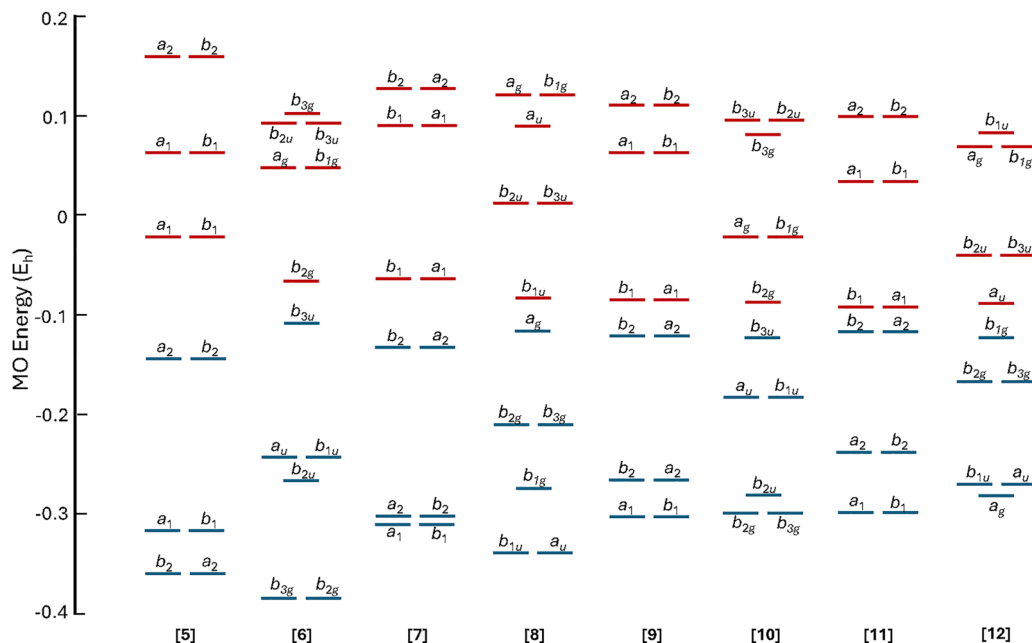 MO Energy (Eh)
0.2
0.1
0
-0.1
-0.2
-0.3
-0.4
a2 b2
a1 b1
a1 b1
a2 b2
a1 b1
b2 a2
[5]
b3g
b2u b3u
ag b1g
b2g
b3u
au b1u
b2u
b3g b2g
[6]
b2 a2
b1 a1
b1 a1
b2 a2
a2 b2
a1 b1
[7]
ag b1g
au
b2u b3u
b1u
ag
b2g b3g
b1g
b1u au
[8]
a2 b2
a1 b1
b1 a1
b2 a2
b2 a2
a1 b1
[9]
b3u b2u
b3g
ag b1g
b2g
b3u
au b1u
b2u
b2g b3g
[10]
a2 b2
a1 b1
b1 a1
b2 a2
a2 b2
a1 b1
[11]
b1u
ag b1g
b2u b3u
au
b1g
b2g b3g
b1u au
ag
[12]